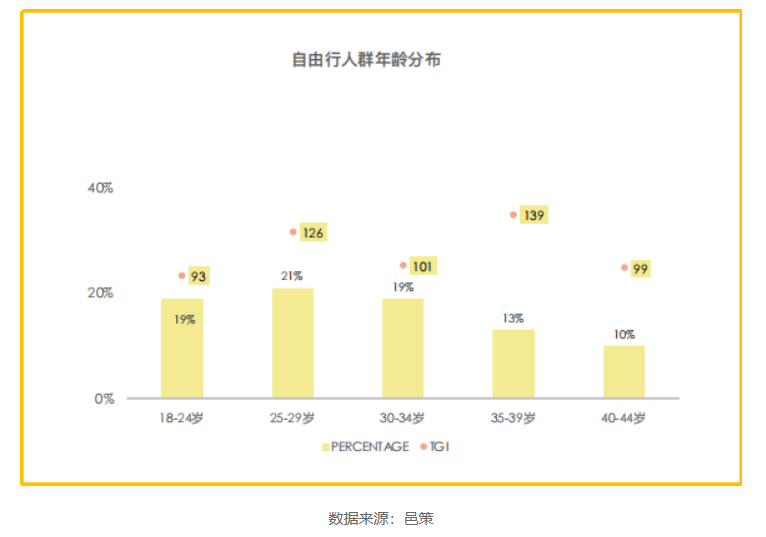 自由行人群年龄分布
40%
139
126
101
99
93
21%
20%
19%
19%
13%
10%
0%
18-24岁
25-29岁
30-34岁
35-39岁
40-44岁
PERCENTAGE
TGI
数据来源：邑策